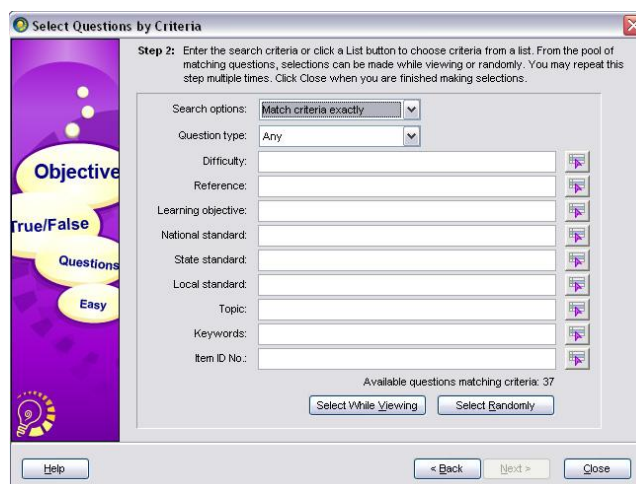 Select Questions by Criteria
Step 2: Enter the search criteria or click a List button to choose criteria from a list. From the pool of
matching questions, selections can be made while viewing or randomly. You may repeat this
step multiple times. Click Close when you are finished making selections.
Search options: Match criteria exactly
Question type: Any
Difficulty:
Reference:
Learning objective:
National standard:
State standard:
Local standard:
Topic:
Keywords:
Item ID No.:
Objective
True/False
Questions
Easy
Available questions matching criteria: 37
Select While Viewing Select Randomly
Help < Back Next > Close